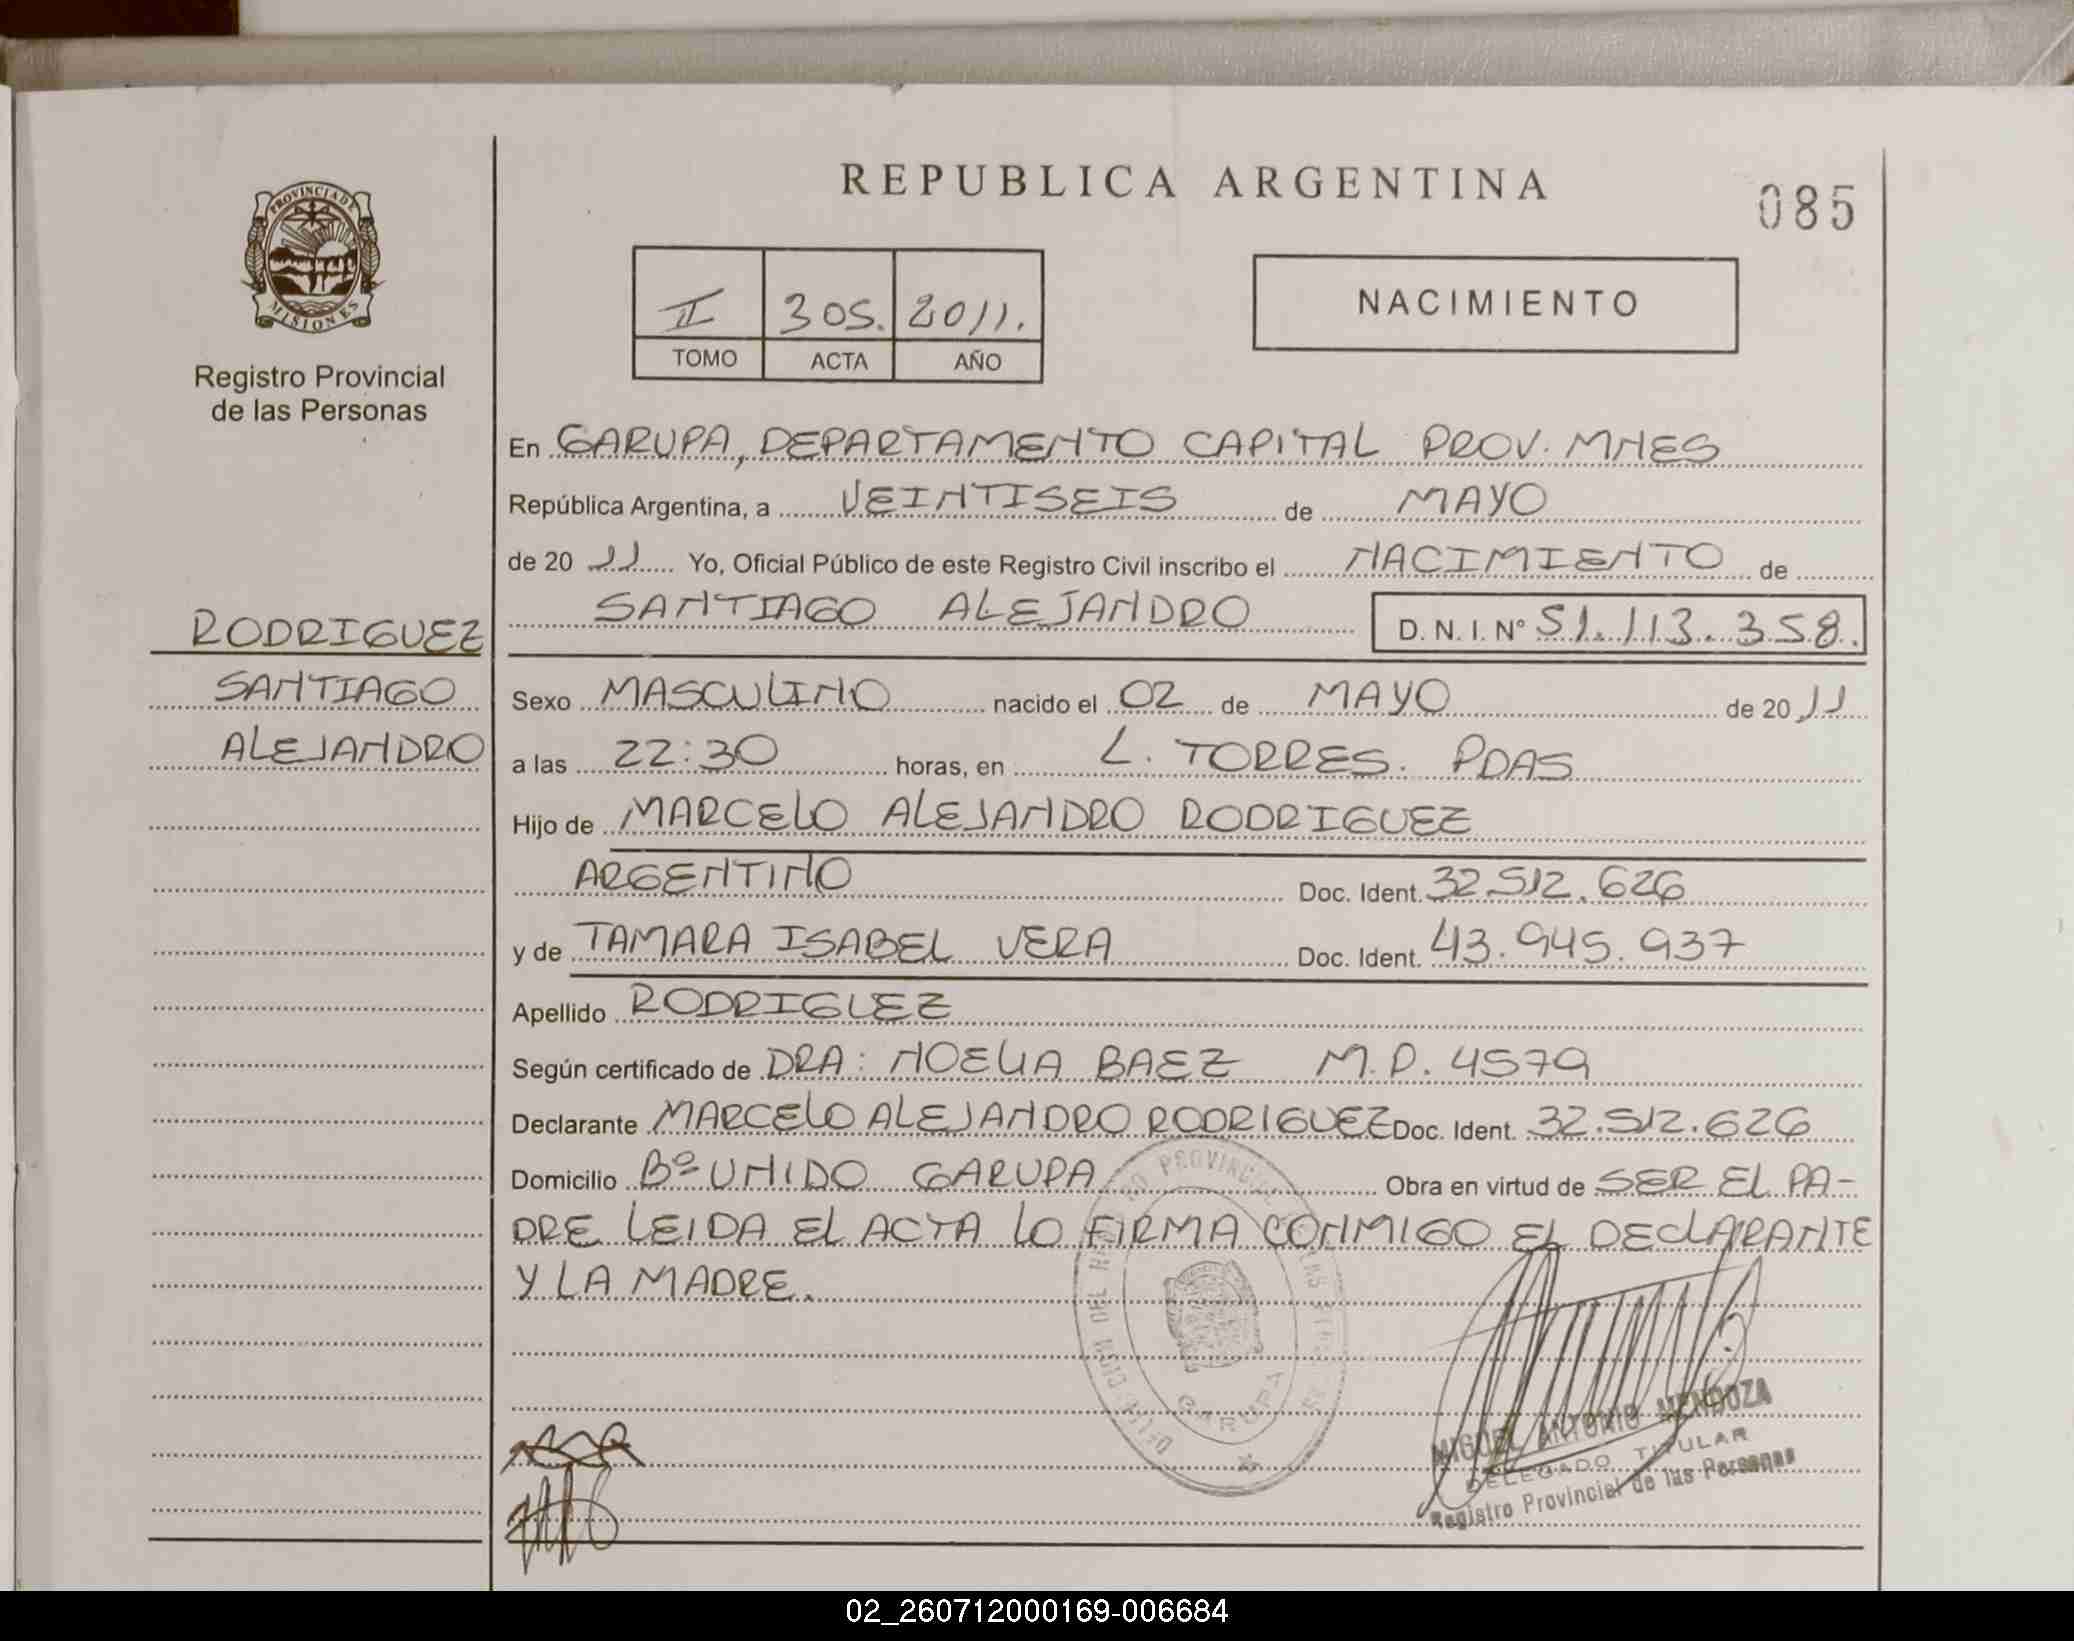 REPUBLICA ARGENTINA
085
PROVINCIA DE
MISIONES
Registro Provincial
de las Personas
II 305. 2011.
TOMO ACTA AÑO
NACIMIENTO
En GARUPA, DEPARTAMENTO CAPITAL PROV. MNES
República Argentina, a VEINTISEIS de MAYO
de 20 11 Yo, Oficial Público de este Registro Civil inscribo el NACIMIENTO de
SANTIAGO ALEJANDRO D. N. I. N° 51.113.358.
RODRIGUEZ
SANTIAGO
ALEJANDRO
Sexo MASCULINO nacido el 02 de MAYO de 20 11
a las 22:30 horas, en L. TORRES. PDAS
Hijo de MARCELO ALEJANDRO RODRIGUEZ
ARGENTINO Doc. Ident. 32.512.626
y de TAMARA ISABEL VERA Doc. Ident. 43.945.937
Apellido RODRIGUEZ
Según certificado de DRA: NOELIA BAEZ M.P. 4579
Declarante MARCELO ALEJANDRO RODRIGUEZ Doc. Ident. 32.512.626
Domicilio Bº UNIDO GARUPA Obra en virtud de SER EL PA-
DRE LEIDA EL ACTA LO FIRMA CONMIGO EL DECLARANTE
Y LA MADRE.
GARUPA
MIGUEL ANTONIO MENDOZA
DELEGADO TITULAR
Registro Provincial de las Personas
02_260712000169-006684